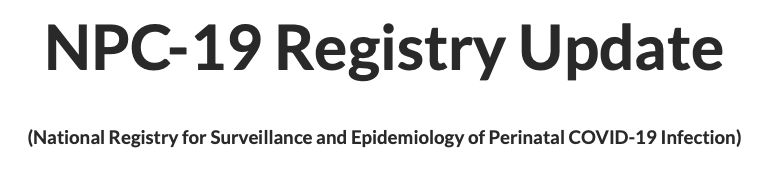 NPC-19 Registry Update
(National Registry for Surveillance and Epidemiology of Perinatal COVID-19 Infection)